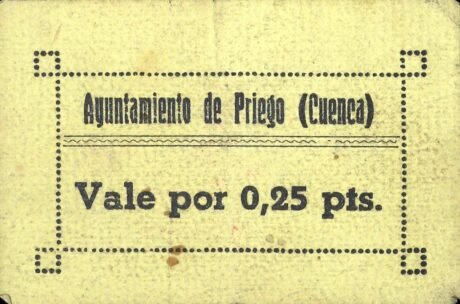 Ayuntamiento de Priego (Cuenca)
Vale por 0,25 pts.